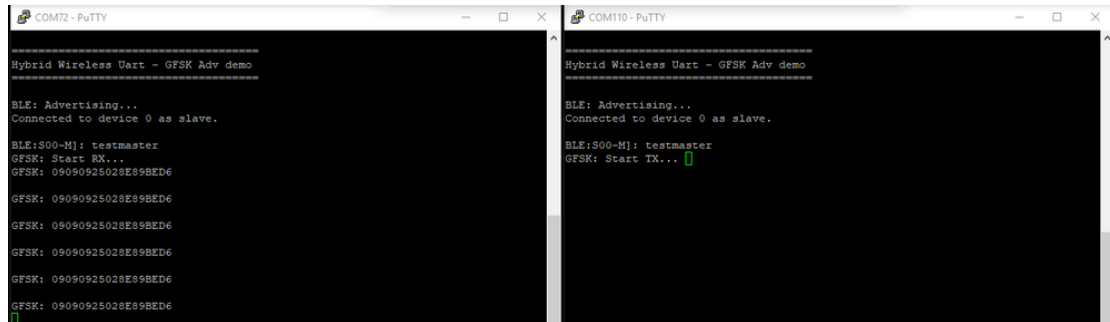 COM72 - PuTTY
====================================
Hybrid Wireless Uart - GFSK Adv demo
====================================
BLE: Advertising...
Connected to device 0 as slave.
BLE:S00-M]: testmaster
GFSK: Start RX...
GFSK: 09090925028E89BED6
GFSK: 09090925028E89BED6
GFSK: 09090925028E89BED6
GFSK: 09090925028E89BED6
GFSK: 09090925028E89BED6
GFSK: 09090925028E89BED6
COM110 - PuTTY
====================================
Hybrid Wireless Uart - GFSK Adv demo
====================================
BLE: Advertising...
Connected to device 0 as slave.
BLE:S00-M]: testmaster
GFSK: Start TX...